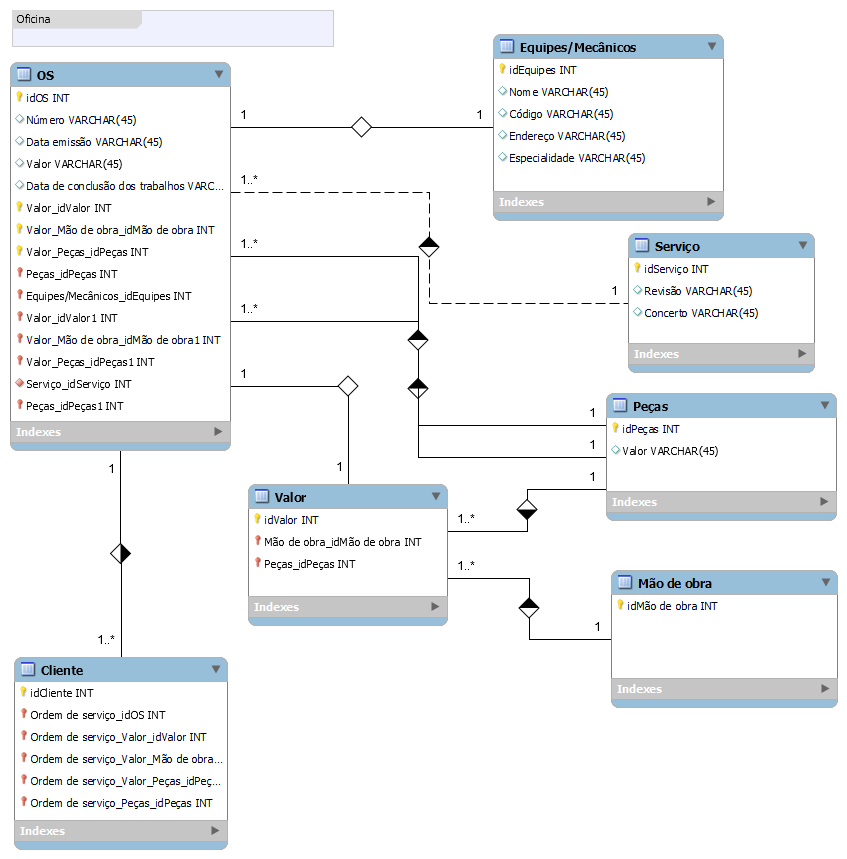 Oficina
OS
idOS INT
Número VARCHAR(45)
Data emissão VARCHAR(45)
Valor VARCHAR(45)
Data de conclusão dos trabalhos VARC...
Valor_idValor INT
Valor_Mão de obra_idMão de obra INT
Valor_Peças_idPeças INT
Peças_idPeças INT
Equipes/Mecânicos_idEquipes INT
Valor_idValor1 INT
Valor_Mão de obra_idMão de obra1 INT
Valor_Peças_idPeças1 INT
Serviço_idServiço INT
Peças_idPeças1 INT
Indexes
1
1
Equipes/Mecânicos
idEquipes INT
Nome VARCHAR(45)
Código VARCHAR(45)
Endereço VARCHAR(45)
Especialidade VARCHAR(45)
Indexes
1..*
1
Serviço
idServiço INT
Revisão VARCHAR(45)
Concerto VARCHAR(45)
Indexes
1..*
1..*
1
1
Peças
idPeças INT
Valor VARCHAR(45)
Indexes
1
1
Valor
idValor INT
Mão de obra_idMão de obra INT
Peças_idPeças INT
Indexes
1..*
1
1..*
1
Mão de obra
idMão de obra INT
Indexes
1
1..*
Cliente
idCliente INT
Ordem de serviço_idOS INT
Ordem de serviço_Valor_idValor INT
Ordem de serviço_Valor_Mão de obra...
Ordem de serviço_Valor_Peças_idPeç...
Ordem de serviço_Peças_idPeças INT
Indexes